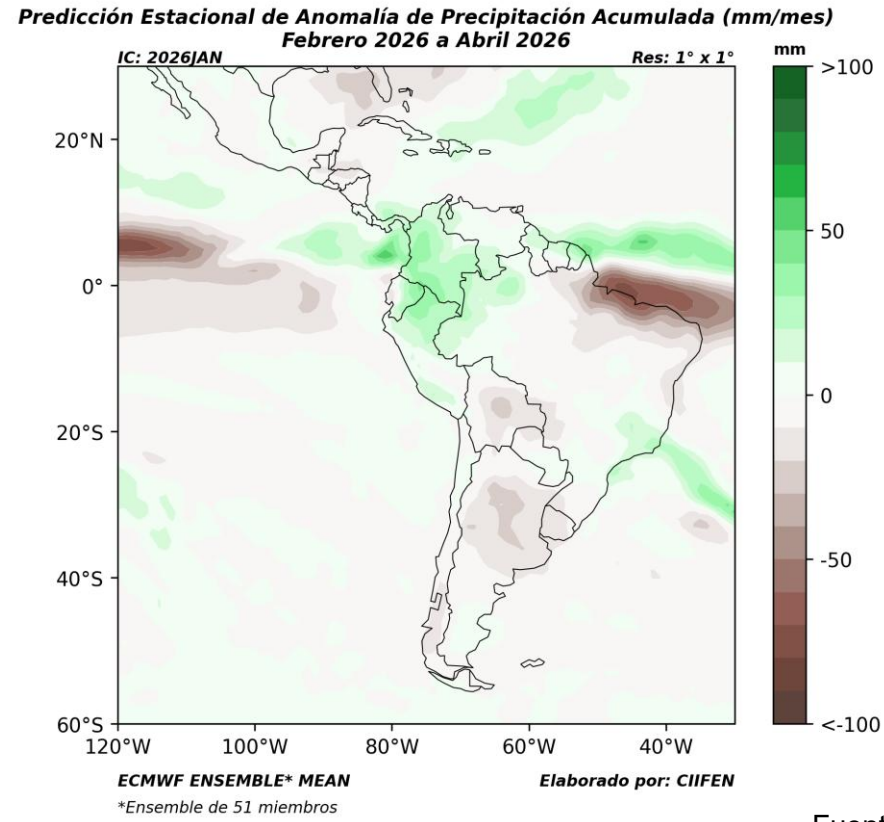 Predicción Estacional de Anomalía de Precipitación Acumulada (mm/mes)
Febrero 2026 a Abril 2026
IC: 2026JAN
Res: 1° x 1°
mm
>100
50
0
-50
<-100
20°N
0°
20°S
40°S
60°S
120°W
100°W
80°W
60°W
40°W
ECMWF ENSEMBLE* MEAN
Elaborado por: CIIFEN
*Ensemble de 51 miembros